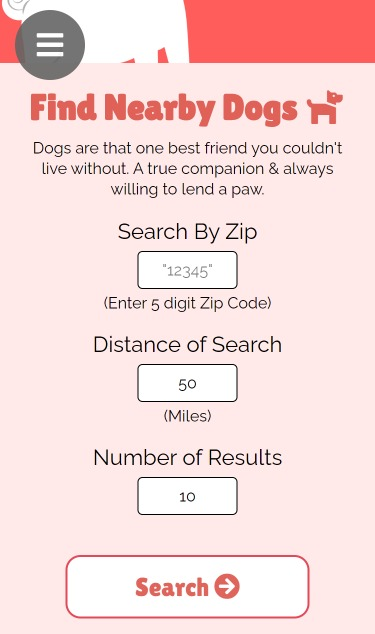 Find Nearby Dogs
Dogs are that one best friend you couldn't
live without. A true companion & always
willing to lend a paw.
Search By Zip
"12345"
(Enter 5 digit Zip Code)
Distance of Search
50
(Miles)
Number of Results
10
Search